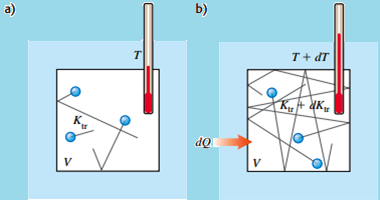 a)
T
K_tr
V
b)
T + dT
K_tr + dK_tr
dQ
V